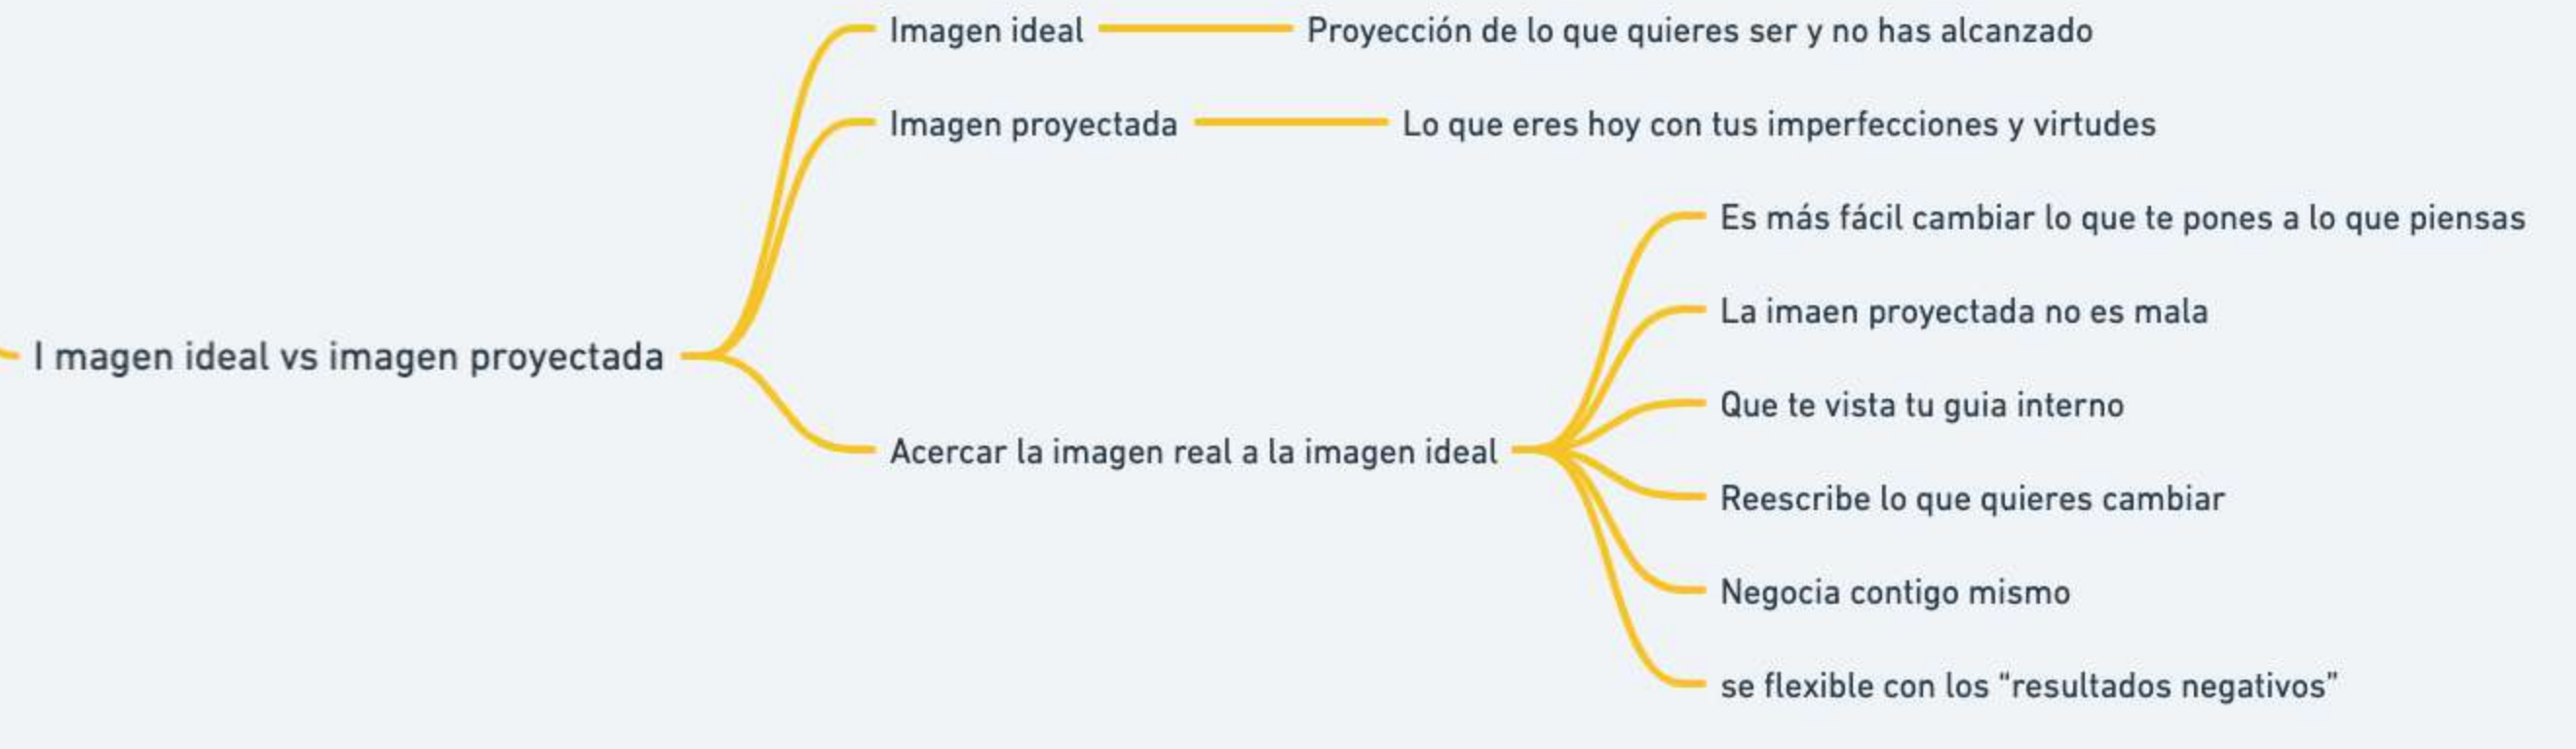 Imagen ideal
Proyección de lo que quieres ser y no has alcanzado
Imagen proyectada
Lo que eres hoy con tus imperfecciones y virtudes
Es más fácil cambiar lo que te pones a lo que piensas
La imaen proyectada no es mala
I magen ideal vs imagen proyectada
Que te vista tu guia interno
Acercar la imagen real a la imagen ideal
Reescribe lo que quieres cambiar
Negocia contigo mismo
se flexible con los “resultados negativos”